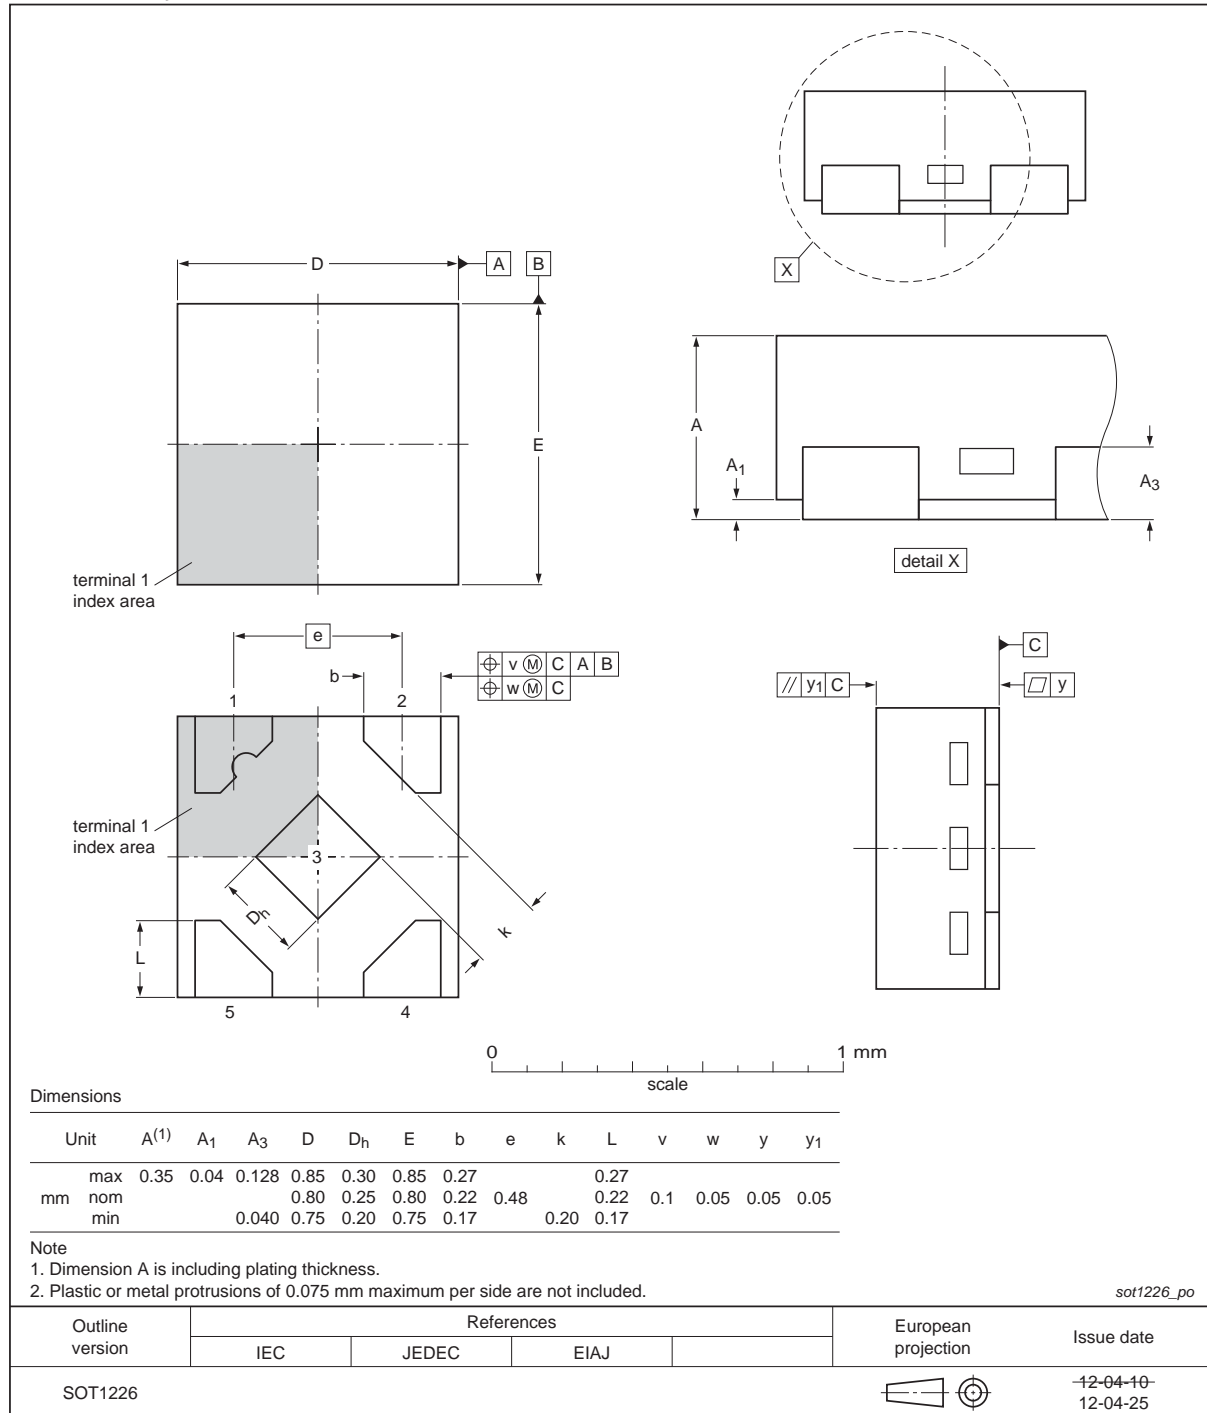 X
D
A B
E
terminal 1
index area
A
A1
A3
detail X
e
b
v M C A B
w M C
1
2
terminal 1
index area
3
Dh
k
L
5
4
C
// y1 C
y
0
1 mm
scale
Dimensions
Unit A(1) A1 A3 D Dh E b e k L v w y y1
max 0.35 0.04 0.128 0.85 0.30 0.85 0.27 0.27
mm nom 0.80 0.25 0.80 0.22 0.48 0.22 0.1 0.05 0.05 0.05
min 0.040 0.75 0.20 0.75 0.17 0.20 0.17
Note
1. Dimension A is including plating thickness.
2. Plastic or metal protrusions of 0.075 mm maximum per side are not included.
sot1226_po
Outline
version
References
IEC JEDEC EIAJ
European
projection
Issue date
SOT1226
12-04-10
12-04-25